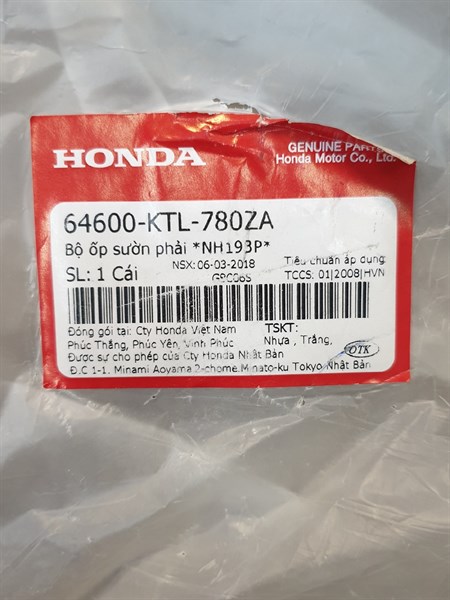 HONDA
GENUINE PARTS
Honda Motor Co., Ltd.
64600-KTL-780ZA
Bộ ốp sườn phải *NH193P*
NSX: 06-03-2018
Tiêu chuẩn áp dụng:
SL: 1 Cái
G9C06S
TCCS: 01|2008|HVN
Đóng gói tại: Cty Honda Việt Nam
Phúc Thắng, Phúc Yên, Vĩnh Phúc
Được sự cho phép của Cty Honda Nhật Bản
Đ.C 1-1. Minami Aoyama 2-chome.Minato-ku Tokyo Nhật Bản
TSKT:
Nhựa , Trắng,
OTK